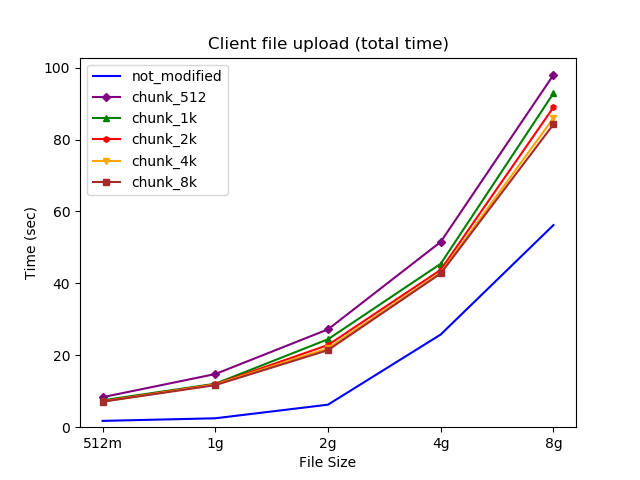 Client file upload (total time)
100
80
60
40
20
0
Time (sec)
not_modified
chunk_512
chunk_1k
chunk_2k
chunk_4k
chunk_8k
512m 1g 2g 4g 8g
File Size